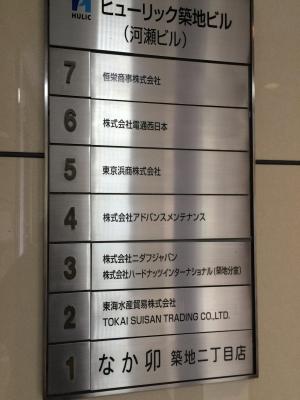 HULIC
ヒューリック築地ビル
(河瀬ビル)
7 恒栄商事株式会社
6 株式会社電通西日本
5 東京浜商株式会社
4 株式会社アドバンスメンテナンス
3 株式会社ニダフジャパン
株式会社ハードナッツインターナショナル(築地分室)
2 東海水産貿易株式会社
TOKAI SUISAN TRADING CO.,LTD.
1 なか卯 築地二丁目店